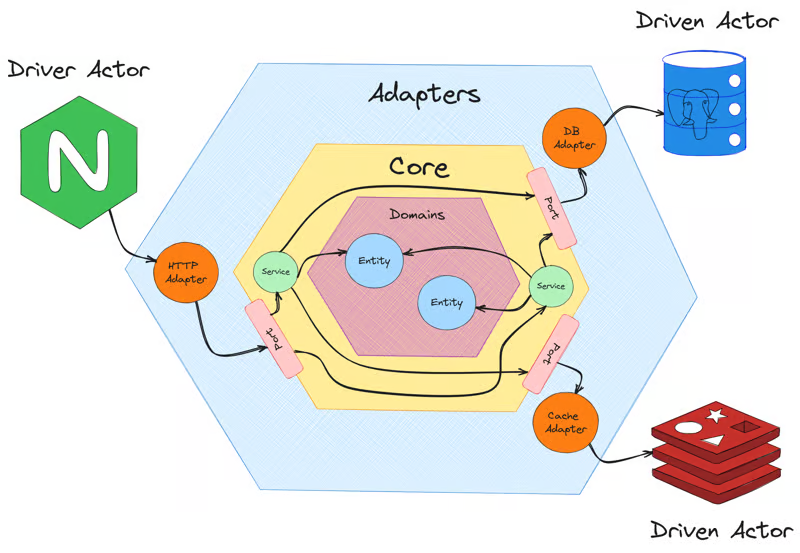 Driven Actor
Driver Actor
Adapters
DB
Adapter
N
Core
Port
Domains
HTTP
Adapter
Service
Entity
Entity
Service
Port
Port
Cache
Adapter
Driven Actor